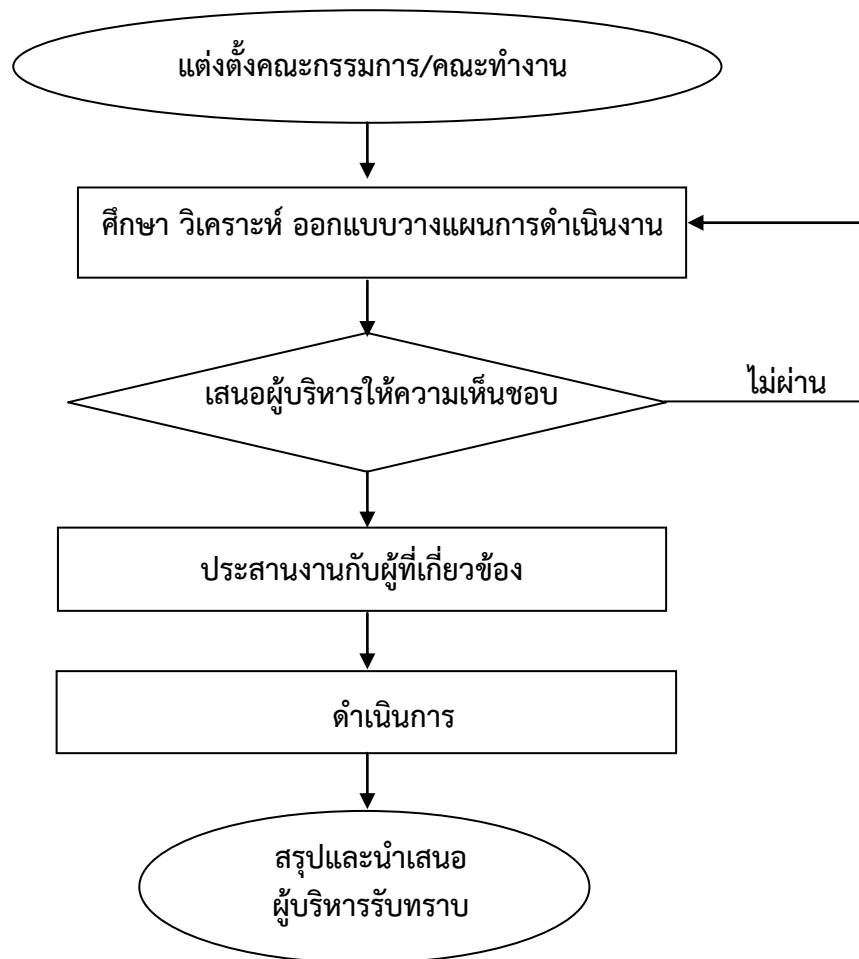 แต่งตั้งคณะกรรมการ/คณะทำงาน
ศึกษา วิเคราะห์ ออกแบบวางแผนการดำเนินงาน
เสนอผู้บริหารให้ความเห็นชอบ
ไม่ผ่าน
ประสานงานกับผู้ที่เกี่ยวข้อง
ดำเนินการ
สรุปและนำเสนอ
ผู้บริหารรับทราบ